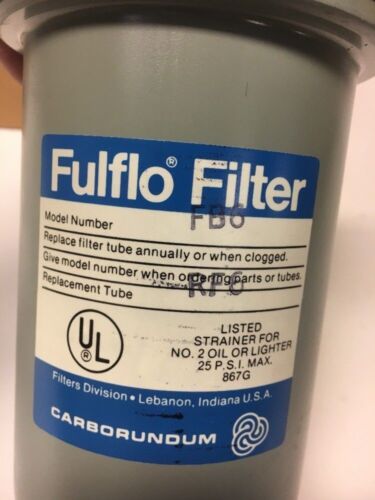 Fulflo® Filter
Model Number FB6
Replace filter tube annually or when clogged.
Give model number when ordering parts or tubes.
Replacement Tube RF6
UL®
LISTED
STRAINER FOR
NO. 2 OIL OR LIGHTER
25 P.S.I. MAX.
867G
Filters Division • Lebanon, Indiana U.S.A.
CARBORUNDUM